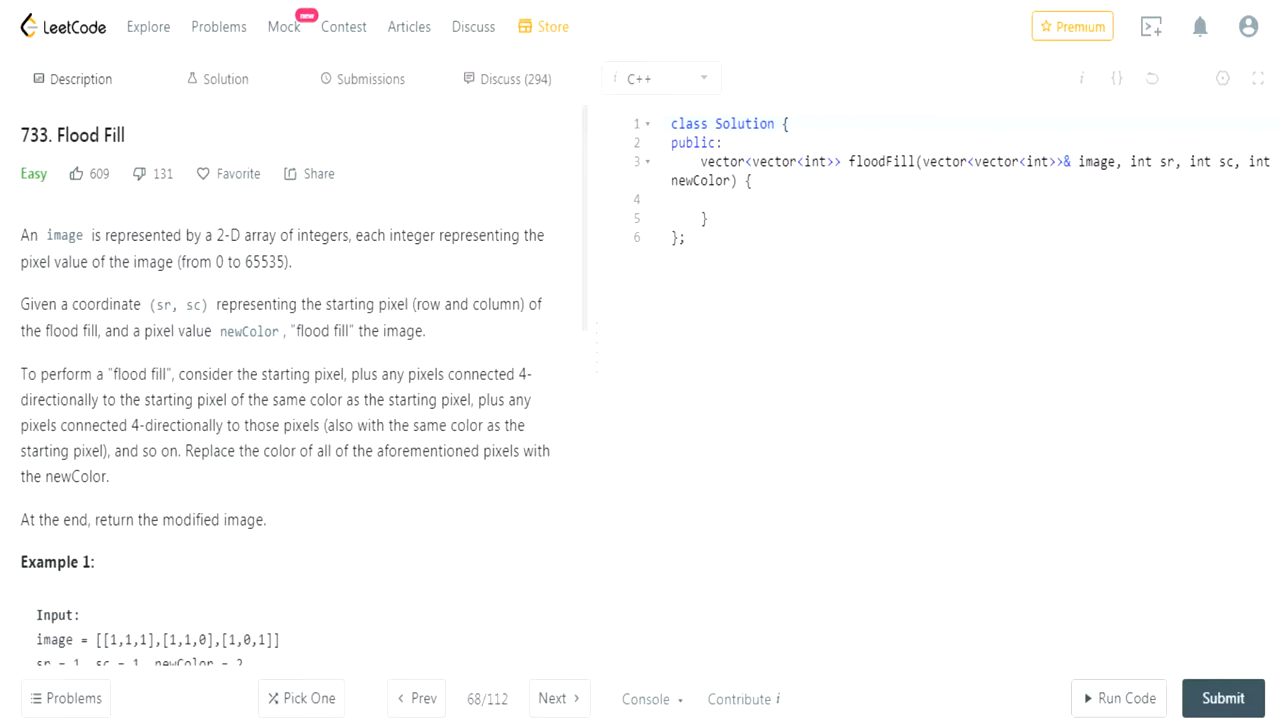 LeetCode Explore Problems Mock new Contest Articles Discuss Store Premium
Description Solution Submissions Discuss (294) i C++ i {}
733. Flood Fill
Easy 609 131 Favorite Share
An image is represented by a 2-D array of integers, each integer representing the
pixel value of the image (from 0 to 65535).
Given a coordinate (sr, sc) representing the starting pixel (row and column) of
the flood fill, and a pixel value newColor, "flood fill" the image.
To perform a "flood fill", consider the starting pixel, plus any pixels connected 4-
directionally to the starting pixel of the same color as the starting pixel, plus any
pixels connected 4-directionally to those pixels (also with the same color as the
starting pixel), and so on. Replace the color of all of the aforementioned pixels with
the newColor.
At the end, return the modified image.
Example 1:
Input:
image = [[1,1,1],[1,1,0],[1,0,1]]
sr = 1, sc = 1, newColor = 2
1 class Solution {
2 public:
3 vector<vector<int>> floodFill(vector<vector<int>>& image, int sr, int sc, int
newColor) {
4
5 }
6 };
Problems Pick One < Prev 68/112 Next > Console Contribute i Run Code Submit